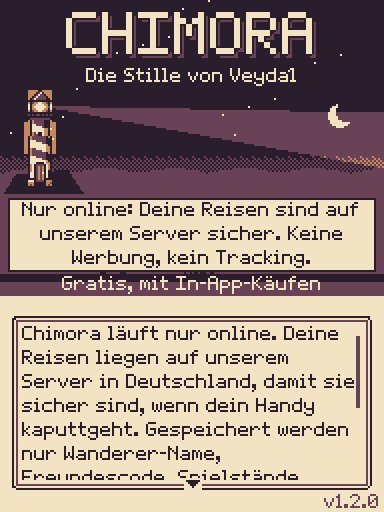 CHIMORA
Die Stille von Veydal
Nur online: Deine Reisen sind auf
unserem Server sicher. Keine
Werbung, kein Tracking.
Gratis, mit In-App-Käufen
Chimora läuft nur online. Deine
Reisen liegen auf unserem
Server in Deutschland, damit sie
sicher sind, wenn dein Handy
kaputtgeht. Gespeichert werden
nur Wanderer-Name,
Freundescode, Spielstände
v1.2.0